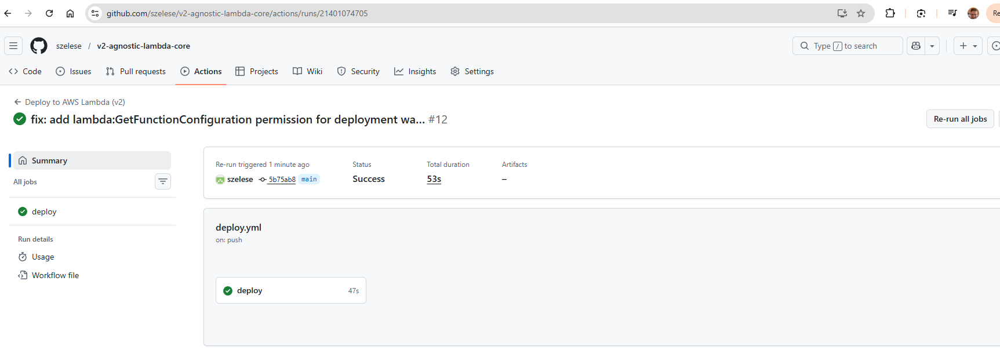 github.com/szelese/v2-agnostic-lambda-core/actions/runs/21401074705
Re
szelese / v2-agnostic-lambda-core
Type / to search
Code Issues Pull requests Actions Projects Wiki Security Insights Settings
Deploy to AWS Lambda (v2)
fix: add lambda:GetFunctionConfiguration permission for deployment wa... #12
Re-run all jobs
Summary
All jobs
deploy
Run details
Usage
Workflow file
Re-run triggered 1 minute ago Status Total duration Artifacts
szelese 5b75ab8 main Success 53s –
deploy.yml
on: push
deploy 47s